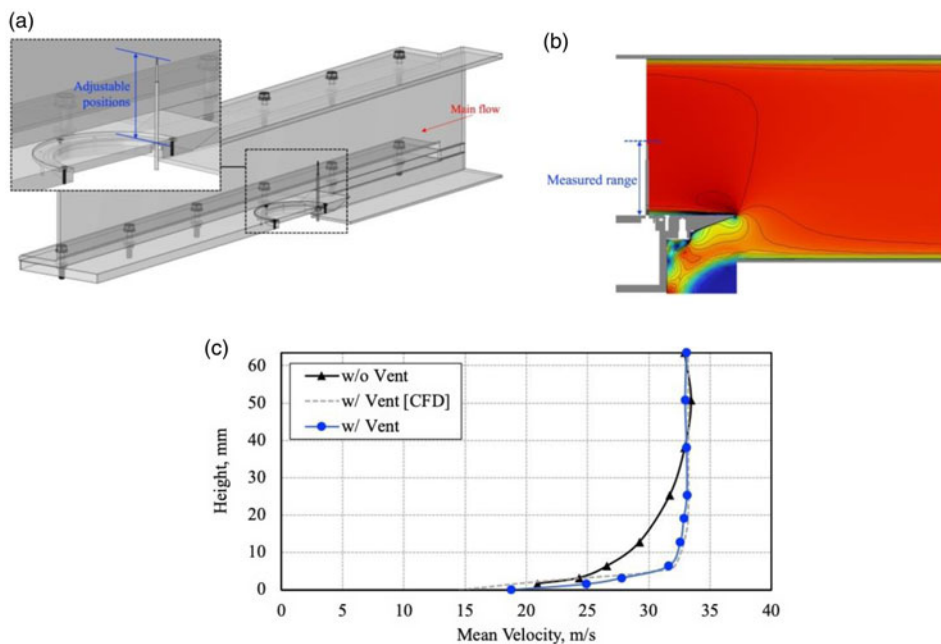 (a)
Adjustable
positions
Main flow
(b)
Measured range
(c)
60
50
40
30
20
10
0
Height, mm
w/o Vent
w/ Vent [CFD]
w/ Vent
0 5 10 15 20 25 30 35 40
Mean Velocity, m/s